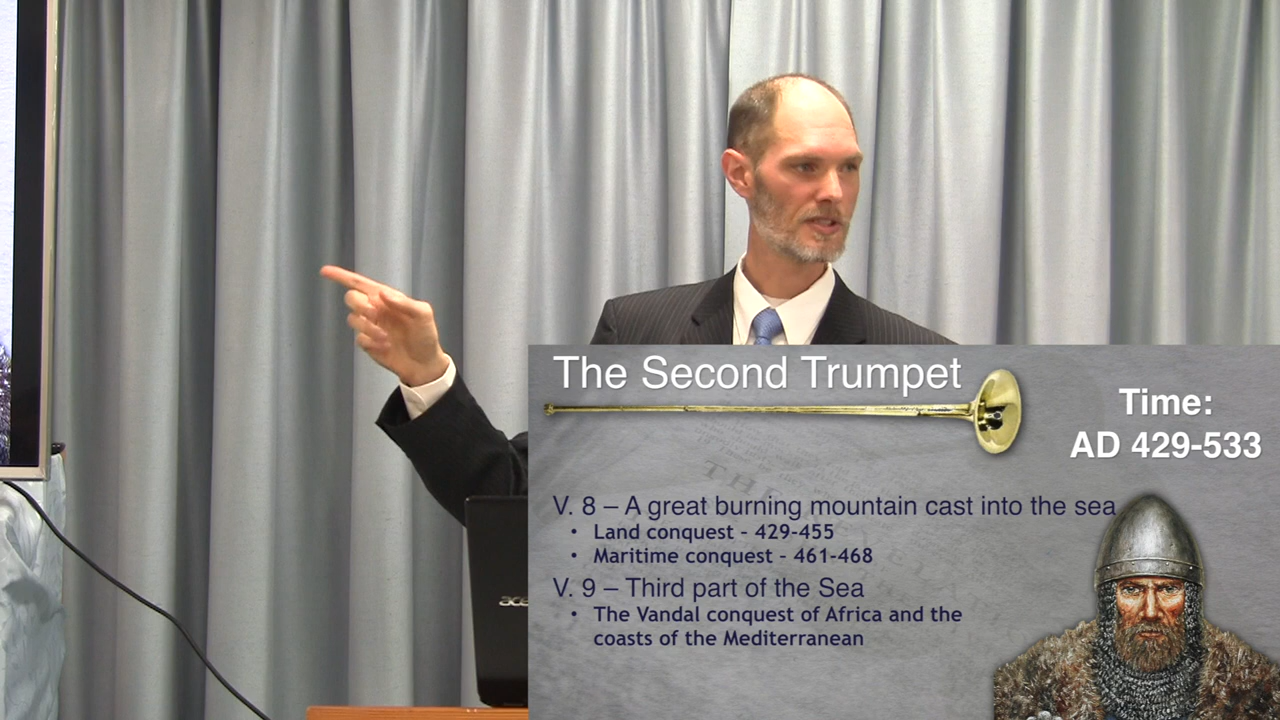 The Second Trumpet
Time:
AD 429-533
V. 8 – A great burning mountain cast into the sea
• Land conquest - 429-455
• Maritime conquest - 461-468
V. 9 – Third part of the Sea
• The Vandal conquest of Africa and the
coasts of the Mediterranean
acer